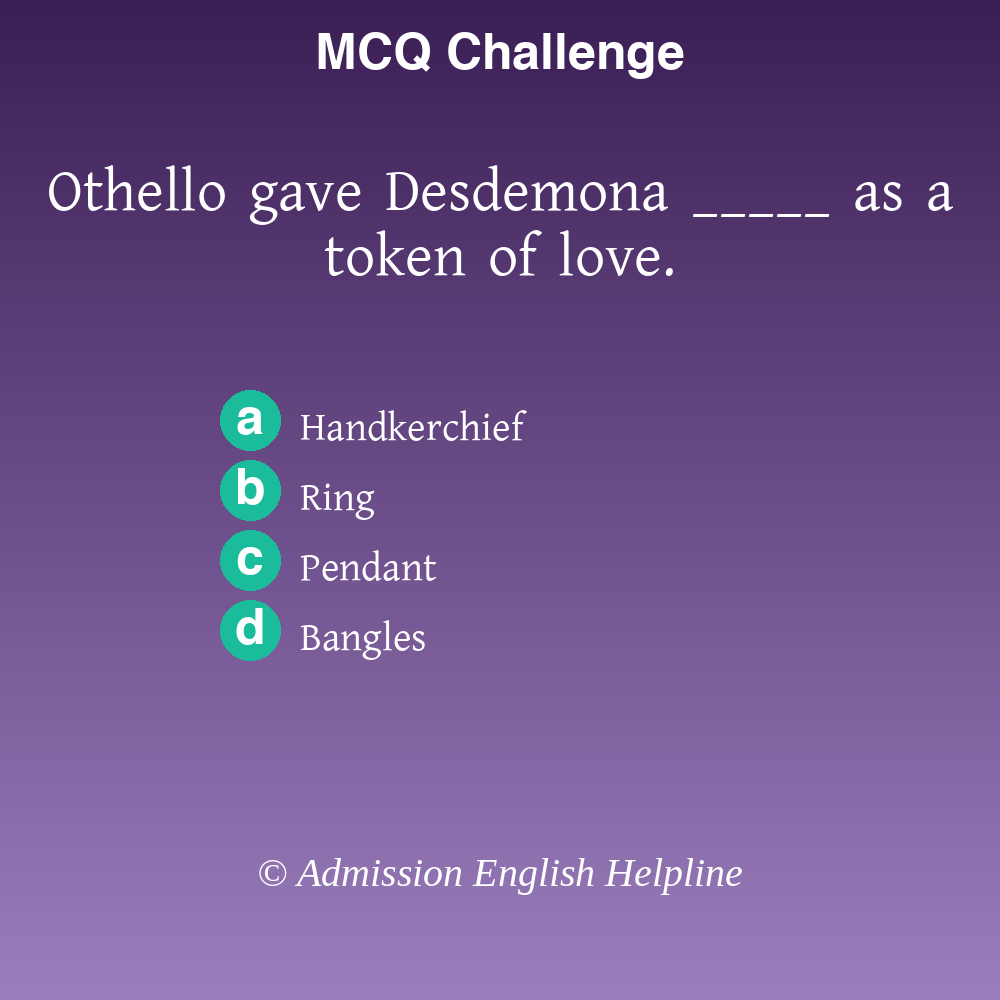 MCQ Challenge
Othello gave Desdemona _____ as a
token of love.
a Handkerchief
b Ring
c Pendant
d Bangles
© Admission English Helpline